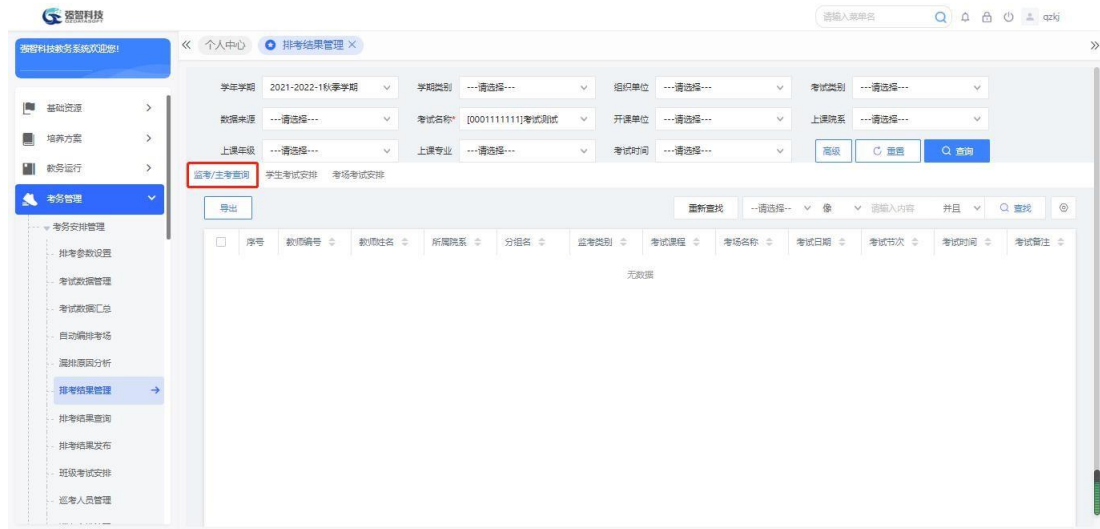 强智科技
QIZHIDATASOFT
请输入菜单名
qzkj
强智科技教务系统欢迎您!
个人中心 排考结果管理
基础资源
培养方案
教务运行
考务管理
考务安排管理
排考参数设置
考试数据管理
考试数据汇总
自动编排考场
漏排原因分析
排考结果管理
排考结果查询
排考结果发布
班级考试安排
巡考人员管理
学年学期 2021-2022-1秋季学期 学期类别 ---请选择--- 组织单位 ---请选择--- 考试类别 ---请选择---
数据来源 ---请选择--- 考试名称* [0001111111]考试测试 开课单位 ---请选择--- 上课院系 ---请选择---
上课年级 ---请选择--- 上课专业 ---请选择--- 考试时间 ---请选择--- 高级 重置 查询
监考/主考查询 学生考试安排 考场考试安排
导出 重新查找 --请选择-- 像 请输入内容 并且 查找
序号 教师编号 教师姓名 所属院系 分组名 监考类别 考试课程 考场名称 考试日期 考试节次 考试时间 考试备注
无数据